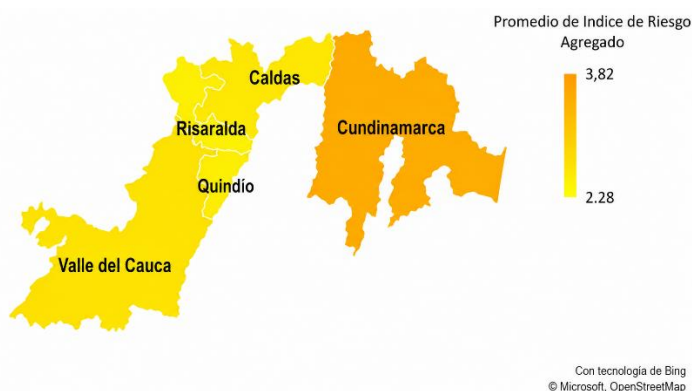 Promedio de Indice de Riesgo
Agregado
3,82
2.28
Caldas
Risaralda
Cundinamarca
Quindío
Valle del Cauca
Con tecnología de Bing
© Microsoft, OpenStreetMap